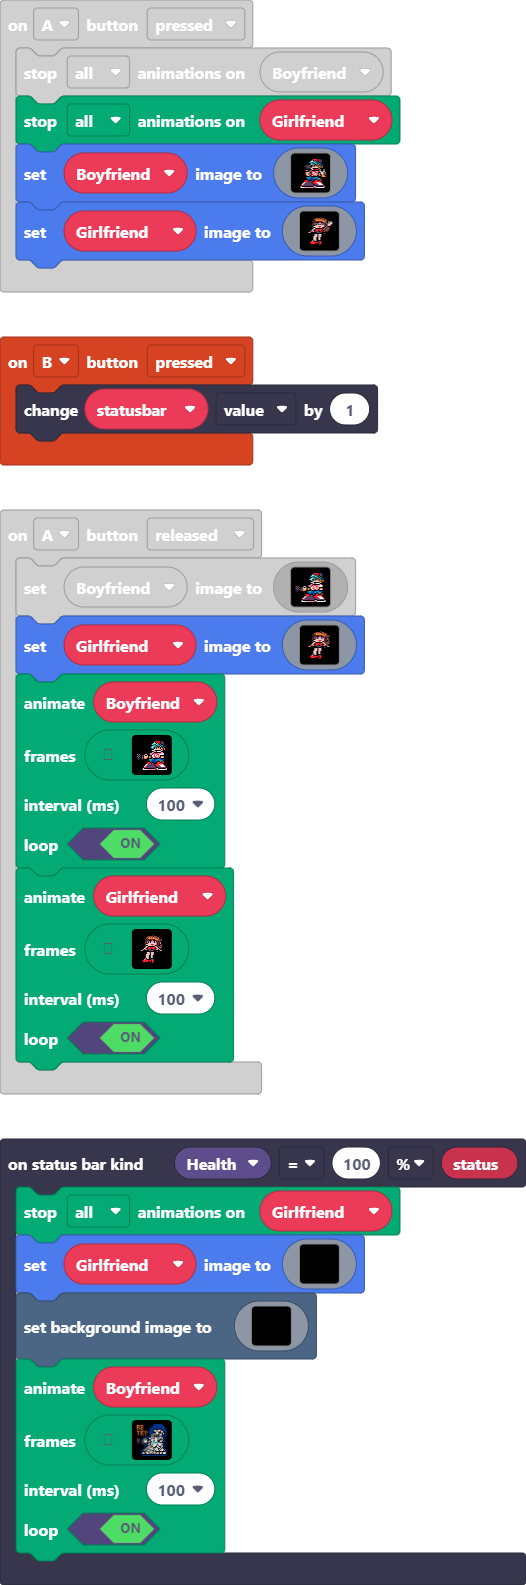 on A button pressed
stop all animations on Boyfriend
stop all animations on Girlfriend
set Boyfriend image to
set Girlfriend image to
on B button pressed
change statusbar value by 1
on A button released
set Boyfriend image to
set Girlfriend image to
animate Boyfriend
frames
interval (ms) 100
loop ON
animate Girlfriend
frames
interval (ms) 100
loop ON
on status bar kind Health = 100 % status
stop all animations on Girlfriend
set Girlfriend image to
set background image to
animate Boyfriend
frames
interval (ms) 100
loop ON